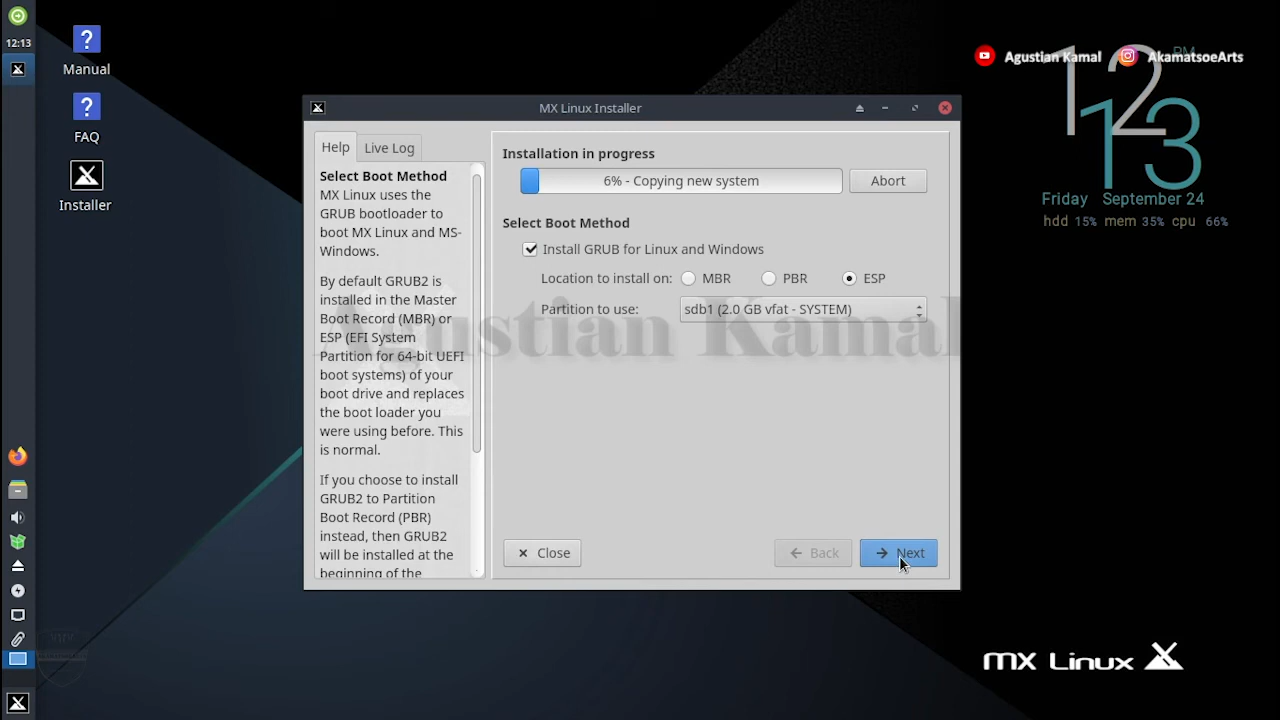 12:13
Manual
FAQ
Installer
Agustian Kamal
AkamatsoeArts
12
PM
13
Friday September 24
hdd 15% mem 35% cpu 66%
MX Linux Installer
Help
Live Log
Select Boot Method
MX Linux uses the
GRUB bootloader to
boot MX Linux and MS-
Windows.
By default GRUB2 is
installed in the Master
Boot Record (MBR) or
ESP (EFI System
Partition for 64-bit UEFI
boot systems) of your
boot drive and replaces
the boot loader you
were using before. This
is normal.
If you choose to install
GRUB2 to Partition
Boot Record (PBR)
instead, then GRUB2
will be installed at the
beginning of the
Installation in progress
6% - Copying new system
Abort
Select Boot Method
Install GRUB for Linux and Windows
Location to install on:
MBR
PBR
ESP
Partition to use:
sdb1 (2.0 GB vfat - SYSTEM)
Agustian Kamal
Close
Back
Next
MX Linux